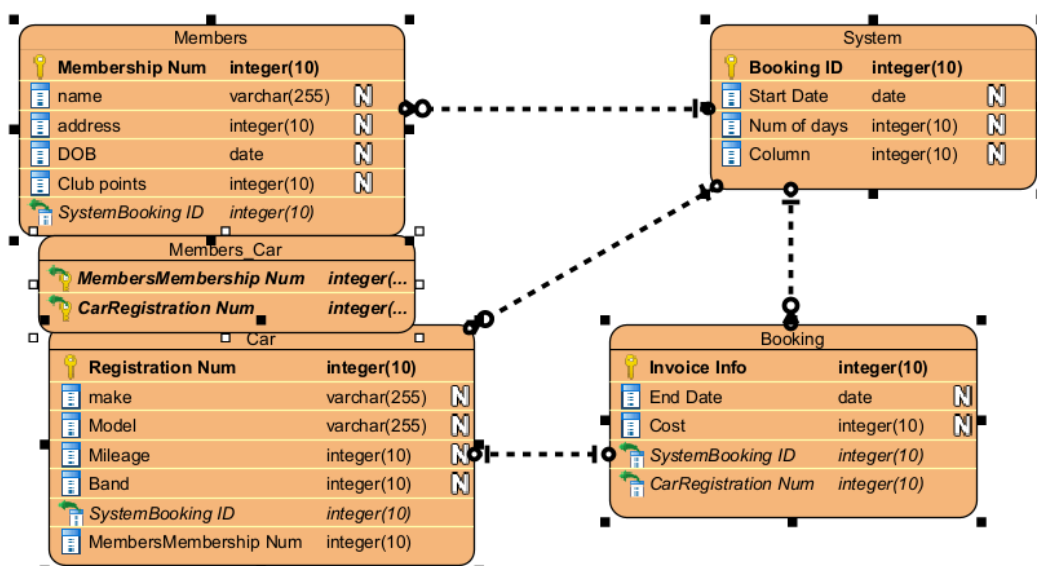 Members
Membership Num integer(10)
name varchar(255) N
address integer(10) N
DOB date N
Club points integer(10) N
SystemBooking ID integer(10)
System
Booking ID integer(10)
Start Date date N
Num of days integer(10) N
Column integer(10) N
Members_Car
MembersMembership Num integer(...
CarRegistration Num integer(...
Car
Registration Num integer(10)
make varchar(255) N
Model varchar(255) N
Mileage integer(10) N
Band integer(10) N
SystemBooking ID integer(10)
MembersMembership Num integer(10)
Booking
Invoice Info integer(10)
End Date date N
Cost integer(10) N
SystemBooking ID integer(10)
CarRegistration Num integer(10)